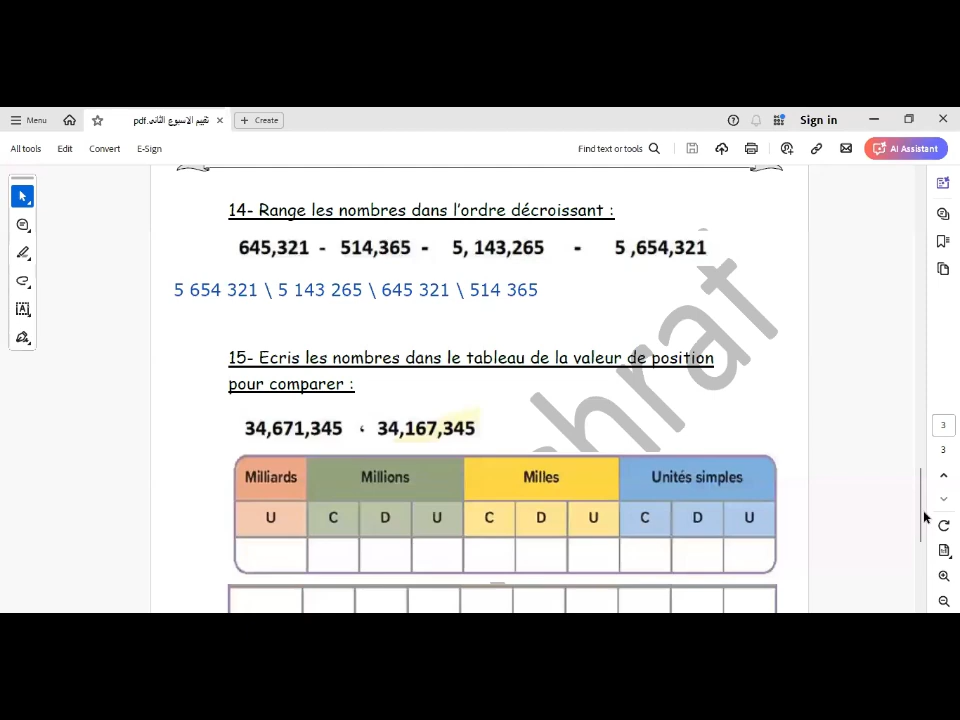 Menu
تقييم الاسبوع الثانى.pdf
Create
Sign in
All tools Edit Convert E-Sign
Find text or tools
AI Assistant
14- Range les nombres dans l'ordre décroissant :
645,321 - 514,365 - 5, 143,265 - 5 ,654,321
5 654 321 \ 5 143 265 \ 645 321 \ 514 365
15- Ecris les nombres dans le tableau de la valeur de position
pour comparer :
34,671,345 ، 34,167,345
Milliards Millions Milles Unités simples
U C D U C D U C D U
3
3